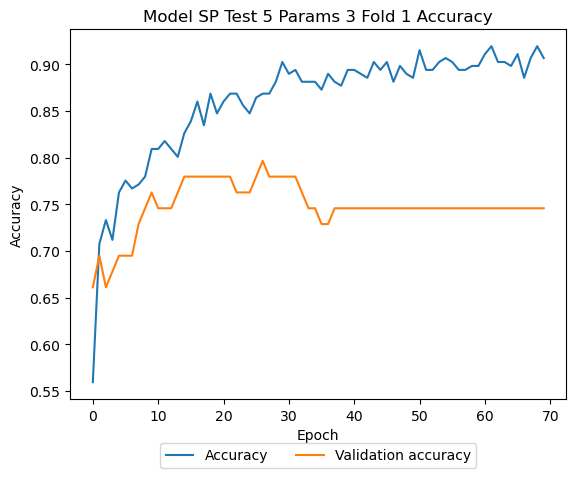 Model SP Test 5 Params 3 Fold 1 Accuracy
Accuracy
0.90
0.85
0.80
0.75
0.70
0.65
0.60
0.55
0 10 20 30 40 50 60 70
Epoch
Accuracy Validation accuracy